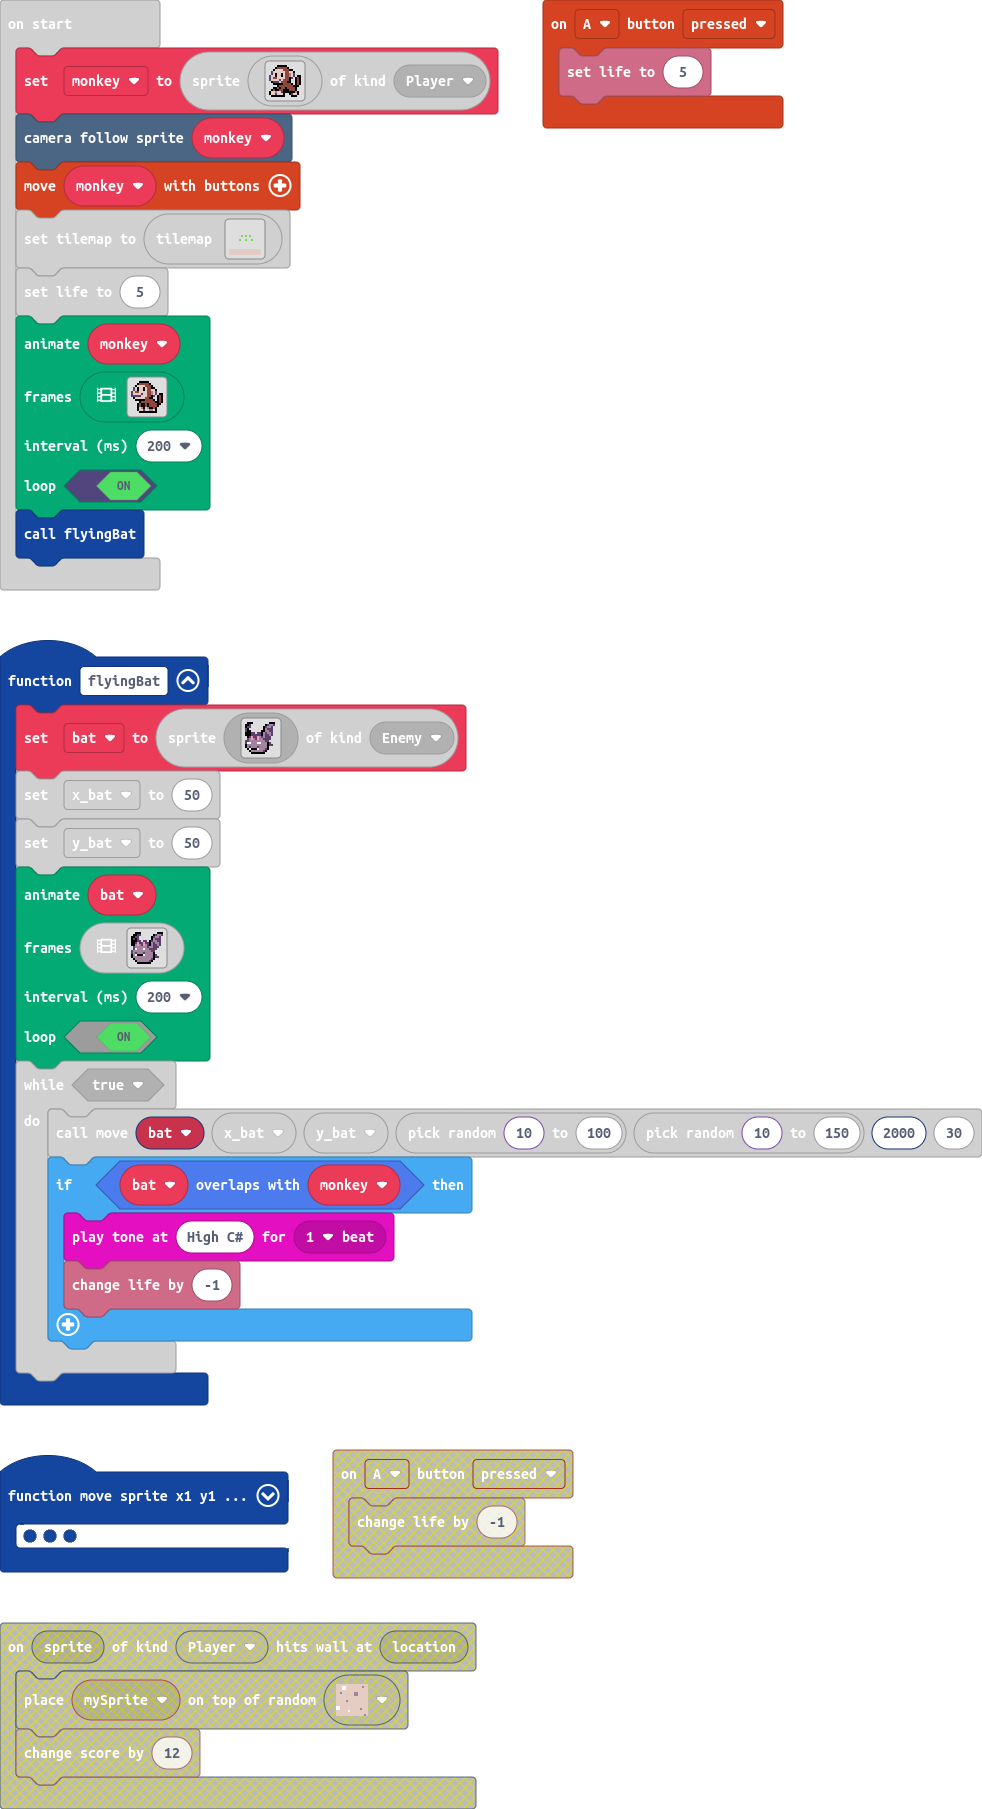 on start
set monkey to sprite of kind Player
camera follow sprite monkey
move monkey with buttons
set tilemap to tilemap
set life to 5
animate monkey
frames
interval (ms) 200
loop ON
call flyingBat
on A button pressed
set life to 5
function flyingBat
set bat to sprite of kind Enemy
set x_bat to 50
set y_bat to 50
animate bat
frames
interval (ms) 200
loop ON
while true
do
call move bat x_bat y_bat pick random 10 to 100 pick random 10 to 150 2000 30
if bat overlaps with monkey then
play tone at High C# for 1 beat
change life by -1
function move sprite x1 y1 ...
on A button pressed
change life by -1
on sprite of kind Player hits wall at location
place mySprite on top of random
change score by 12